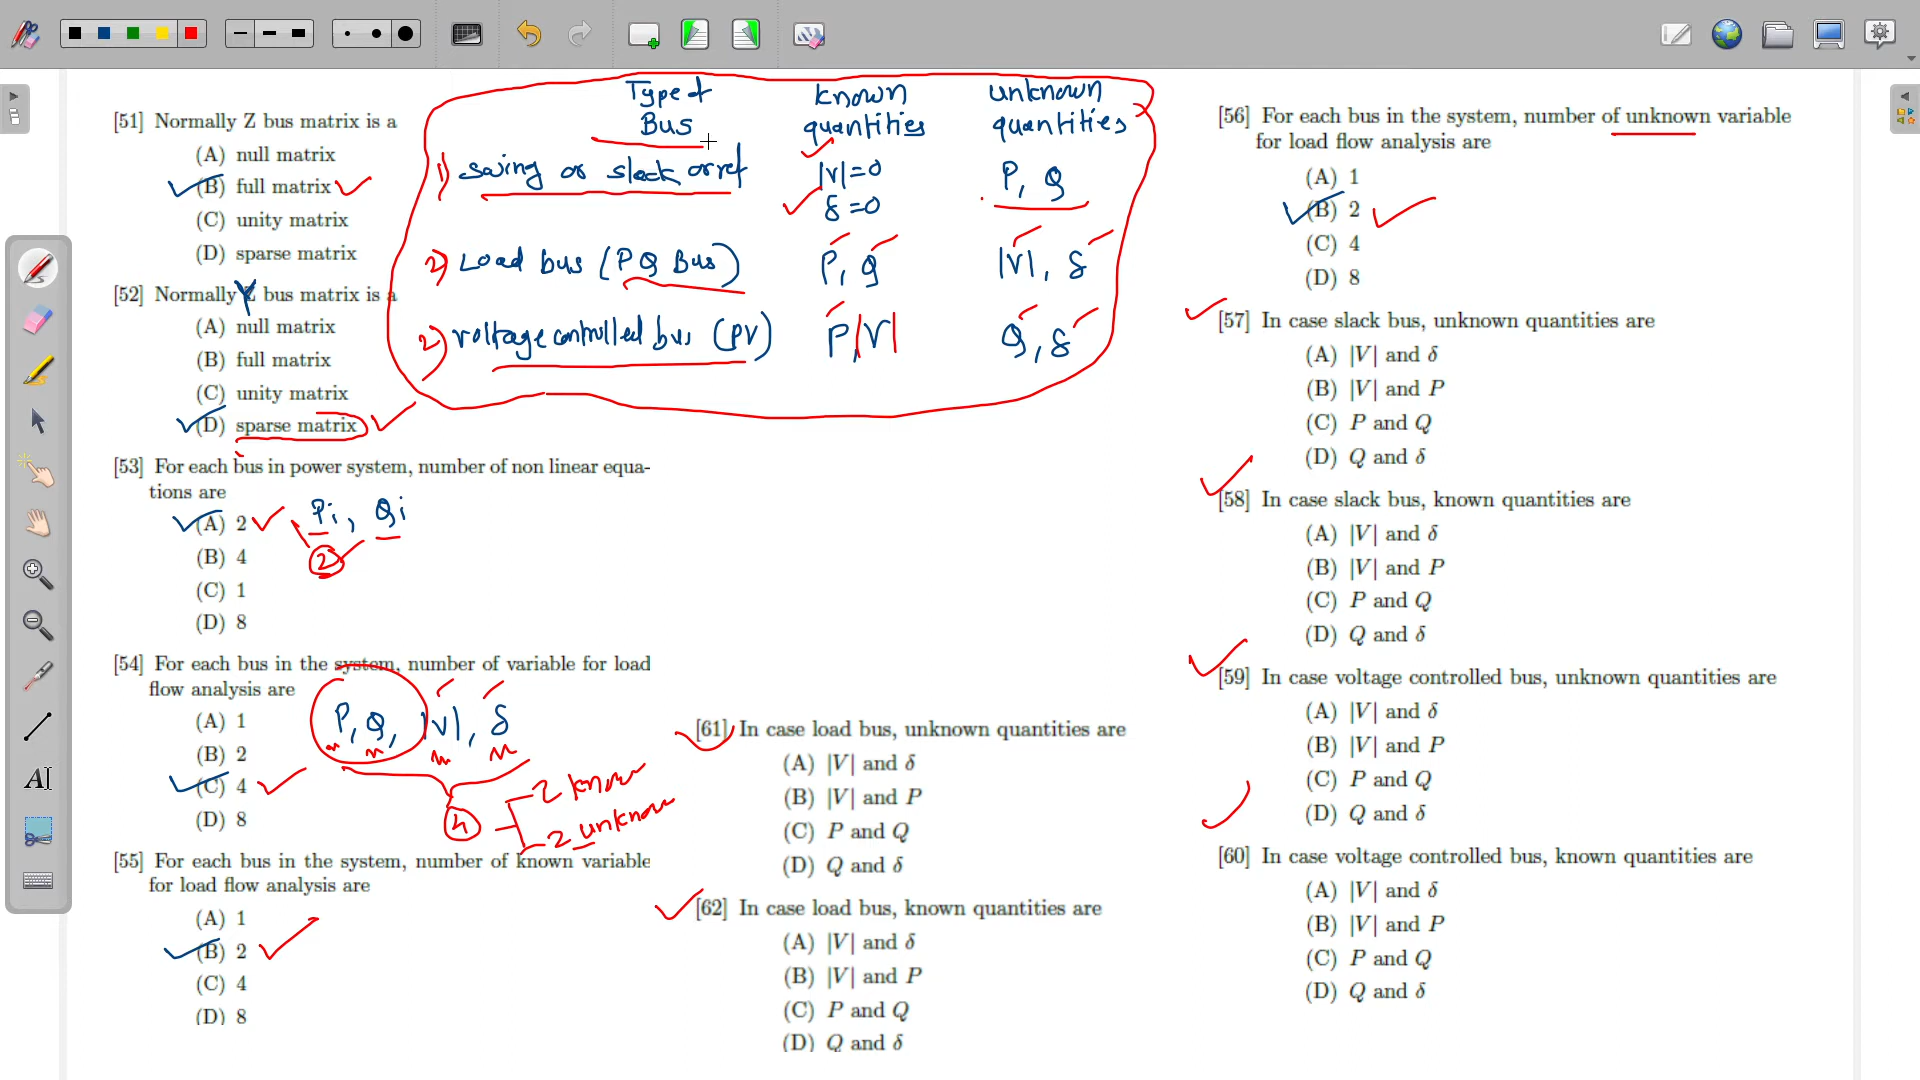 [51] Normally Z bus matrix is a
(A) null matrix
(B) full matrix
(C) unity matrix
(D) sparse matrix
[52] Normally Y bus matrix is a
(A) null matrix
(B) full matrix
(C) unity matrix
(D) sparse matrix
[53] For each bus in power system, number of non linear equa-
tions are
(A) 2
Pi, Qi
2
(B) 4
(C) 1
(D) 8
[54] For each bus in the system, number of variable for load
flow analysis are
(A) 1
(B) 2
(C) 4
(D) 8
P, Q, |V|, δ
4
2 know
2 unknow
[55] For each bus in the system, number of known variable
for load flow analysis are
(A) 1
(B) 2
(C) 4
(D) 8
Type of
Bus
known
quantities
unknown
quantities
1) swing or slack or ref
|V|=0
δ=0
P, Q
2) Load bus (PQ Bus)
P, Q
|V|, δ
2) voltage controlled bus (PV)
P, |V|
Q, δ
[61] In case load bus, unknown quantities are
(A) |V| and δ
(B) |V| and P
(C) P and Q
(D) Q and δ
[62] In case load bus, known quantities are
(A) |V| and δ
(B) |V| and P
(C) P and Q
(D) Q and δ
[56] For each bus in the system, number of unknown variable
for load flow analysis are
(A) 1
(B) 2
(C) 4
(D) 8
[57] In case slack bus, unknown quantities are
(A) |V| and δ
(B) |V| and P
(C) P and Q
(D) Q and δ
[58] In case slack bus, known quantities are
(A) |V| and δ
(B) |V| and P
(C) P and Q
(D) Q and δ
[59] In case voltage controlled bus, unknown quantities are
(A) |V| and δ
(B) |V| and P
(C) P and Q
(D) Q and δ
[60] In case voltage controlled bus, known quantities are
(A) |V| and δ
(B) |V| and P
(C) P and Q
(D) Q and δ